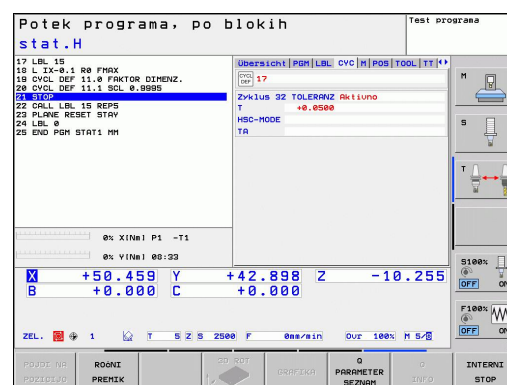 Potek programa, po blokih
stat.H
Test programa
17 LBL 15
18 L IX-0.1 R0 FMAX
19 CYCL DEF 11.0 FAKTOR DIMENZ.
20 CYCL DEF 11.1 SCL 0.9995
21 STOP
22 CALL LBL 15 REP5
23 PLANE RESET STAY
24 LBL 0
25 END PGM STAT1 MM
Übersicht PGM LBL CYC M POS TOOL TT
CYCL DEF 17
Zyklus 32 TOLERANZ Aktivno
T +0.0500
HSC-MODE
TA
0% X[Nm] P1 -T1
0% Y[Nm] 08:33
X +50.459 Y +42.898 Z -10.255
B +0.000 C +0.000
ZEL. 1 T 5 Z S 2500 F 0mm/min Our 100% M 5/8
M
S
T
S100%
OFF ON
F100%
OFF ON
POJDI NA POZICIJO
ROČNI PREMIK
3D ROT
GRAFIKA
Q PARAMETER SEZNAM
Q INFO
INTERNI STOP